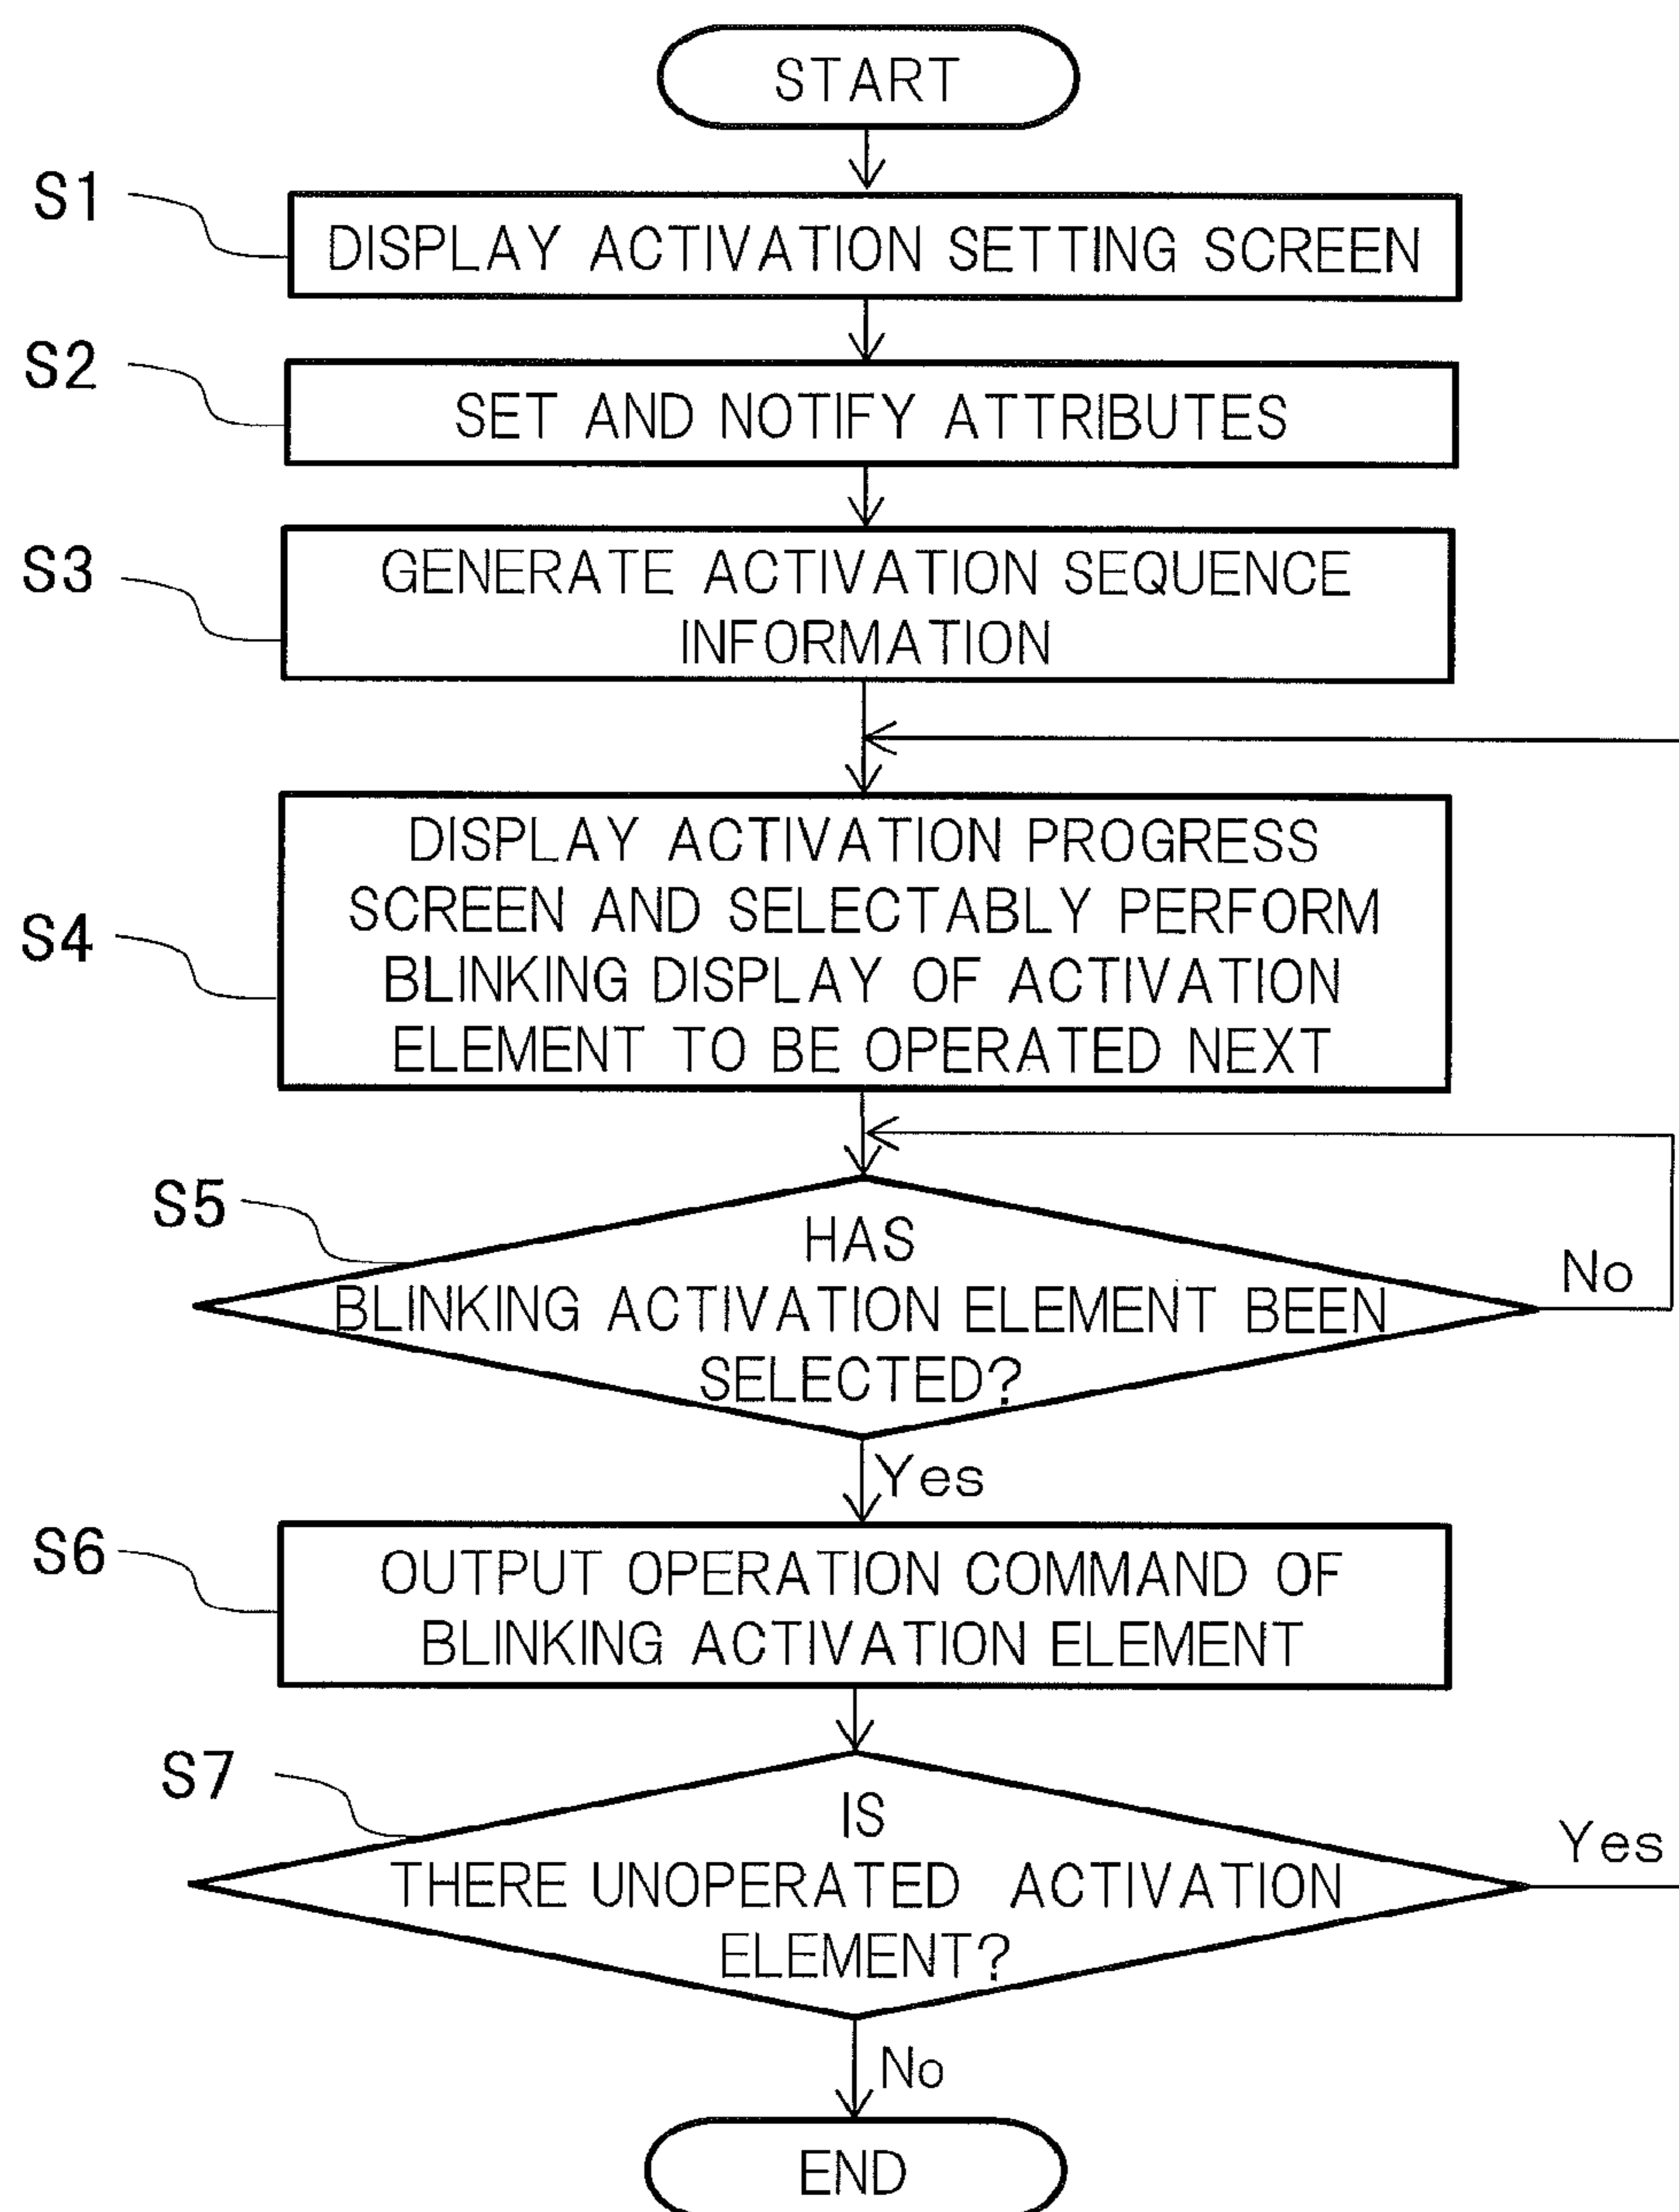 START
S1
DISPLAY ACTIVATION SETTING SCREEN
S2
SET AND NOTIFY ATTRIBUTES
S3
GENERATE ACTIVATION SEQUENCE
INFORMATION
S4
DISPLAY ACTIVATION PROGRESS
SCREEN AND SELECTABLY PERFORM
BLINKING DISPLAY OF ACTIVATION
ELEMENT TO BE OPERATED NEXT
S5
HAS
BLINKING ACTIVATION ELEMENT BEEN
SELECTED?
No
Yes
S6
OUTPUT OPERATION COMMAND OF
BLINKING ACTIVATION ELEMENT
S7
IS
THERE UNOPERATED ACTIVATION
ELEMENT?
Yes
No
END